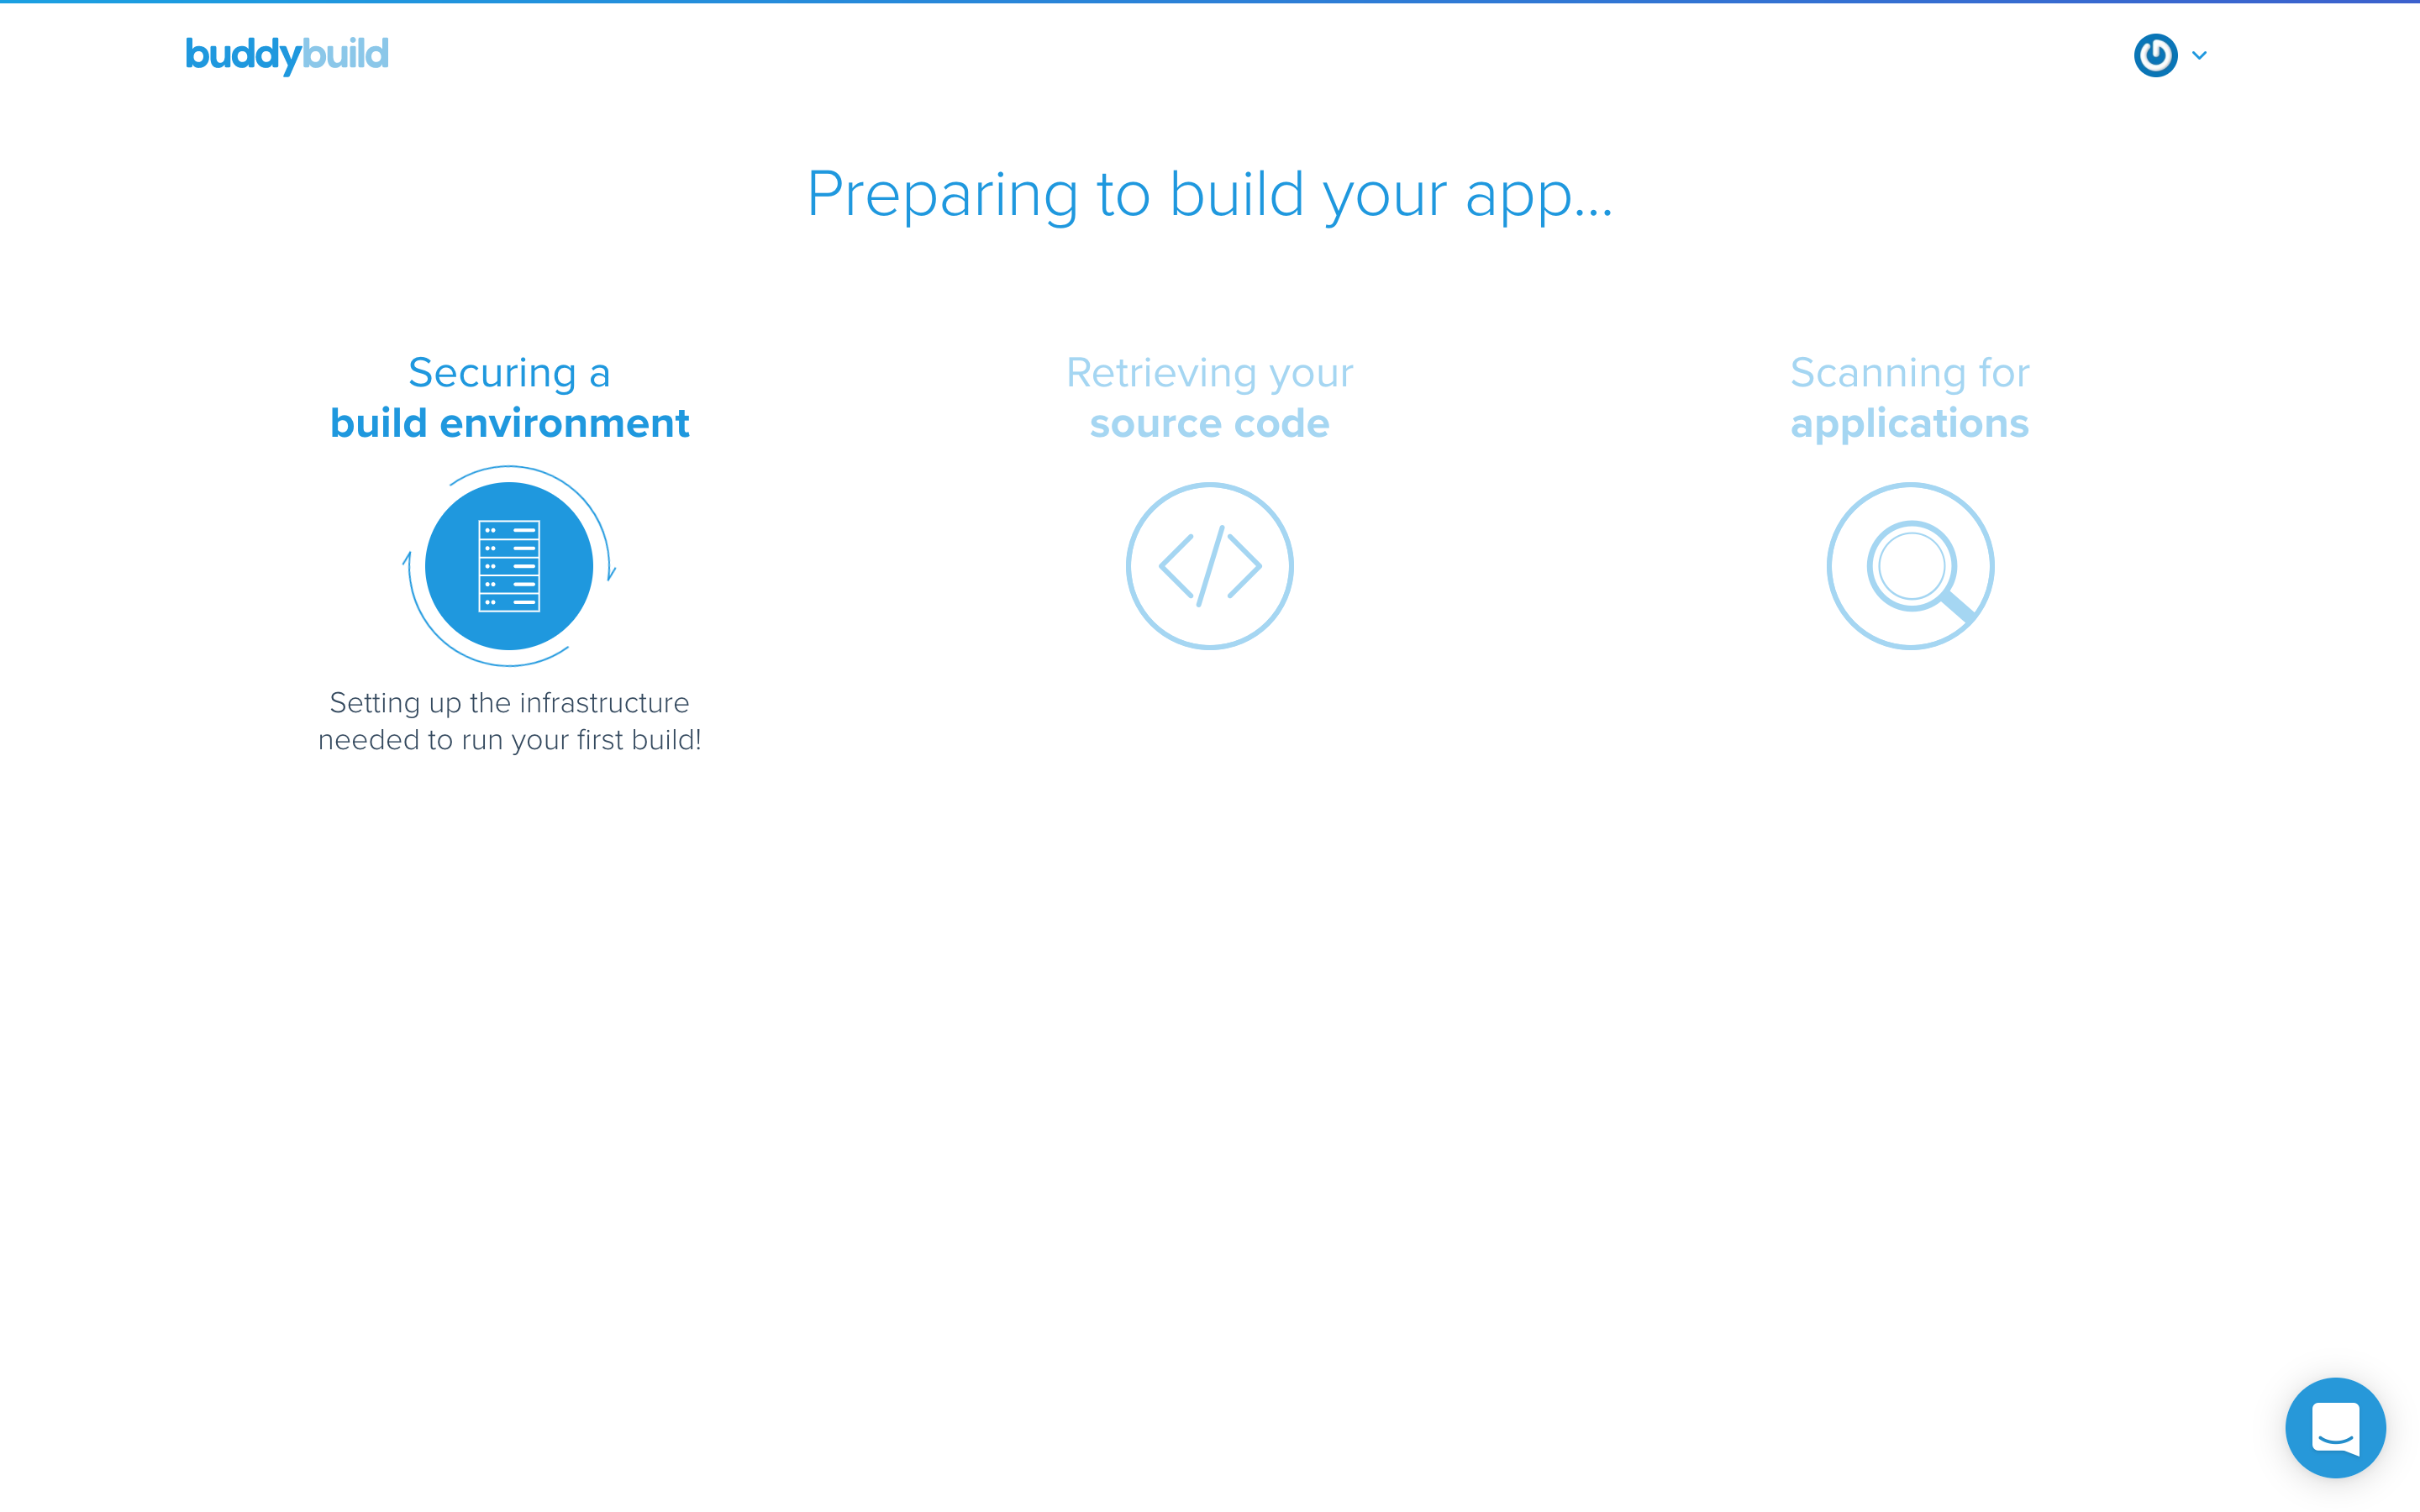 buddybuild
Preparing to build your app...
Securing a
build environment
Setting up the infrastructure
needed to run your first build!
Retrieving your
source code
Scanning for
applications